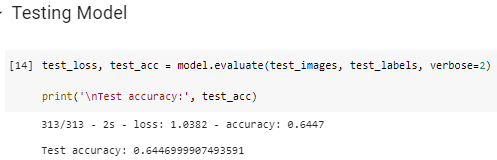 Testing Model
[14] test_loss, test_acc = model.evaluate(test_images, test_labels, verbose=2)
print('\nTest accuracy:', test_acc)
313/313 - 2s - loss: 1.0382 - accuracy: 0.6447
Test accuracy: 0.6446999907493591